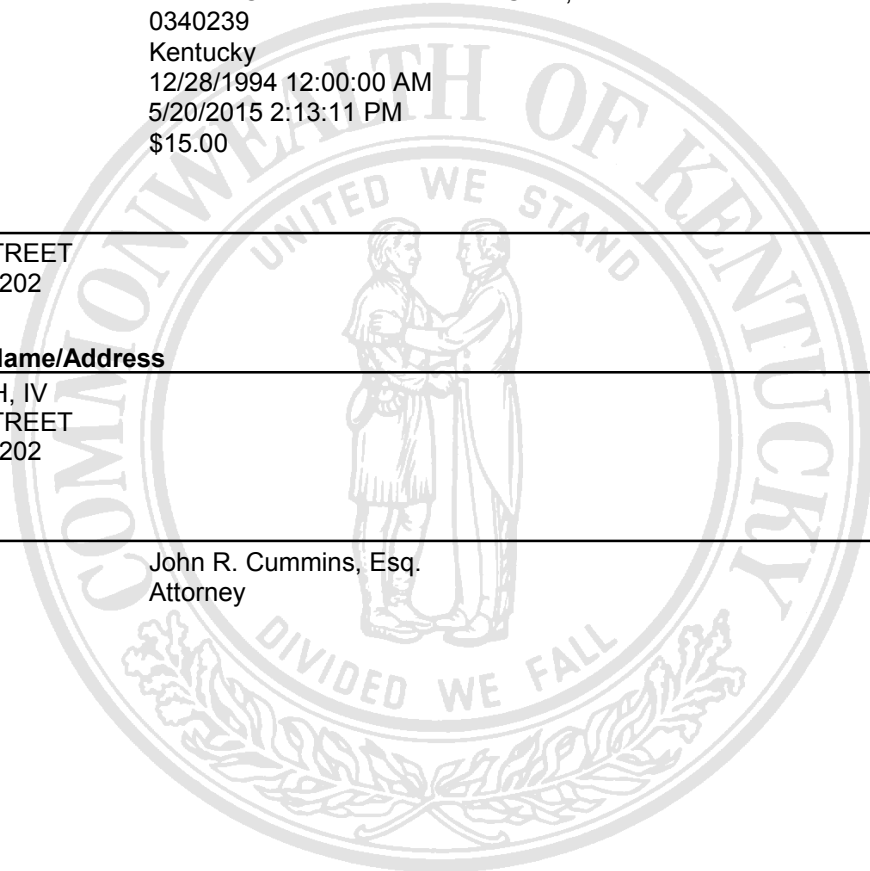 0340239
Kentucky
12/28/1994 12:00:00 AM
5/20/2015 2:13:11 PM
$15.00
COMMONWEALTH OF KENTUCKY
UNITED WE STAND
TREET
202
Name/Address
H, IV
TREET
202
John R. Cummins, Esq.
Attorney
DIVIDED WE FALL